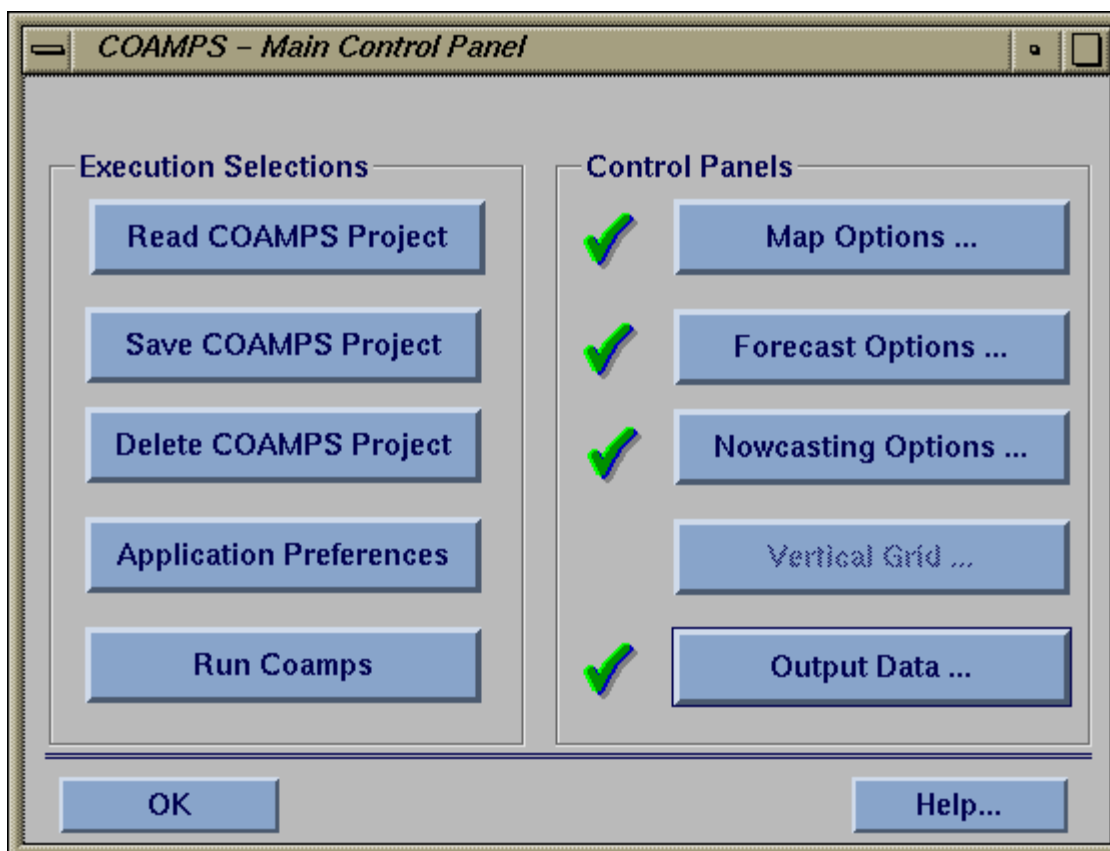 COAMPS – Main Control Panel
Execution Selections
Read COAMPS Project
Save COAMPS Project
Delete COAMPS Project
Application Preferences
Run Coamps
Control Panels
Map Options ...
Forecast Options ...
Nowcasting Options ...
Vertical Grid ...
Output Data ...
OK
Help...